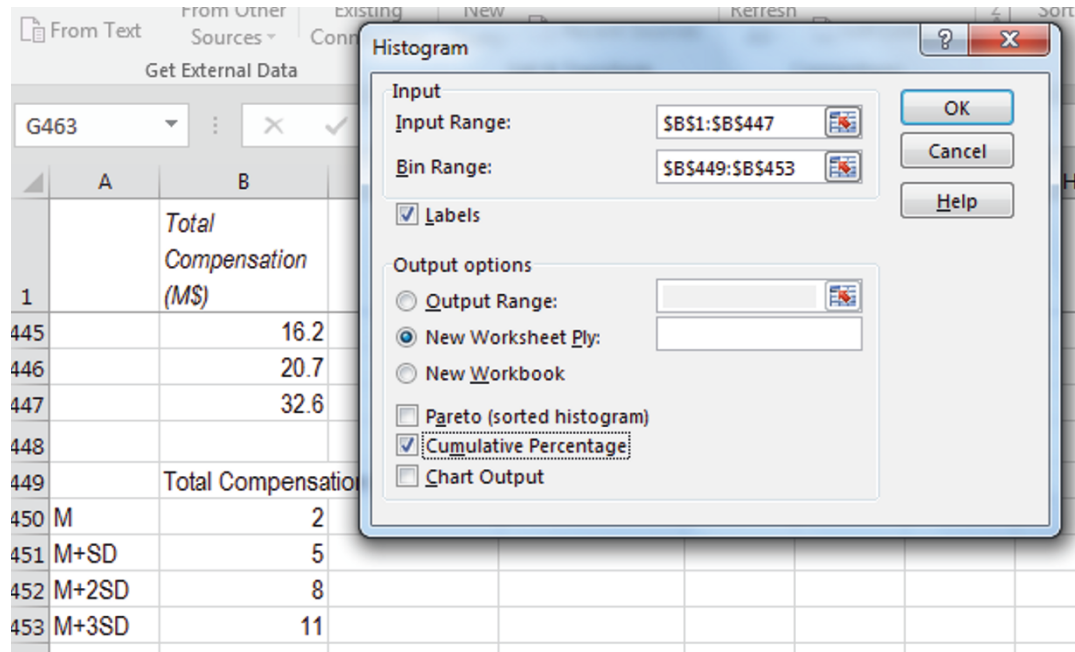 From Other Existing New Refresh Z Sort
From Text Sources Conn
Get External Data
Histogram
?
X
Input
Input Range: $B$1:$B$447
Bin Range: $B$449:$B$453
Labels
OK
Cancel
Help
Output options
Output Range:
New Worksheet Ply:
New Workbook
Pareto (sorted histogram)
Cumulative Percentage
Chart Output
G463
A B H
1 Total
Compensation
(M$)
445 16.2
446 20.7
447 32.6
448
449 Total Compensation
450 M 2
451 M+SD 5
452 M+2SD 8
453 M+3SD 11